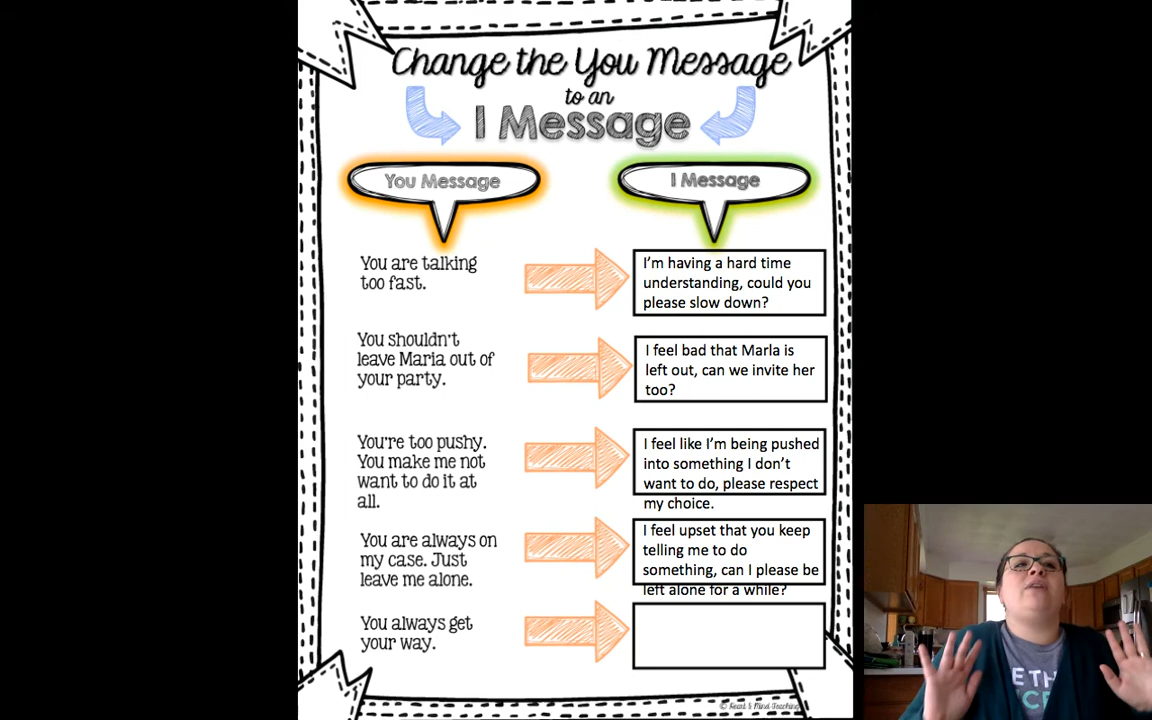 Change the You Message
to an
I Message
You Message
I Message
You are talking
too fast.
I'm having a hard time
understanding, could you
please slow down?
You shouldn't
leave Maria out of
your party.
I feel bad that Marla is
left out, can we invite her
too?
You're too pushy.
You make me not
want to do it at
all.
I feel like I'm being pushed
into something I don't
want to do, please respect
my choice.
You are always on
my case. Just
leave me alone.
I feel upset that you keep
telling me to do
something, can I please be
left alone for a while?
You always get
your way.
© Heart & Mind Teaching